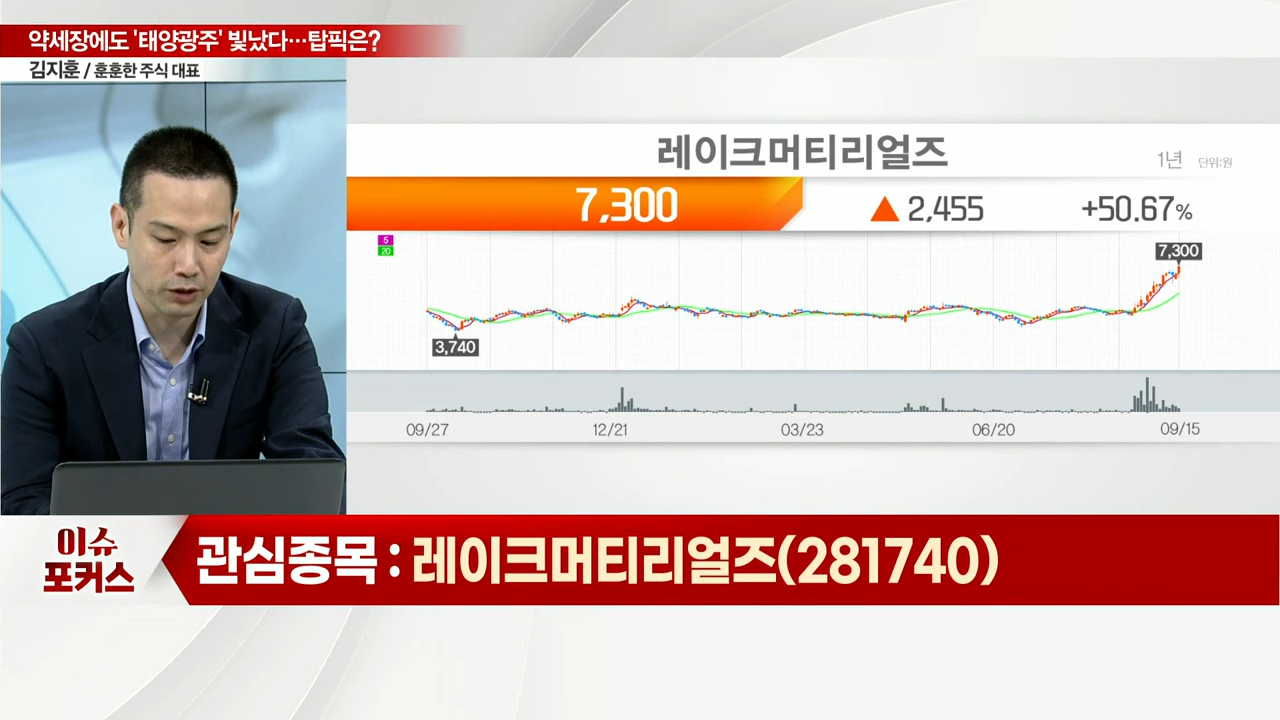 약세장에도 '태양광주' 빛났다…탑픽은?
김지훈 / 훈훈한 주식 대표
레이크머티리얼즈
1년 단위:원
7,300 ▲ 2,455 +50.67%
5
20
7,300
3,740
09/27 12/21 03/23 06/20 09/15
이슈
포커스
관심종목 : 레이크머티리얼즈(281740)